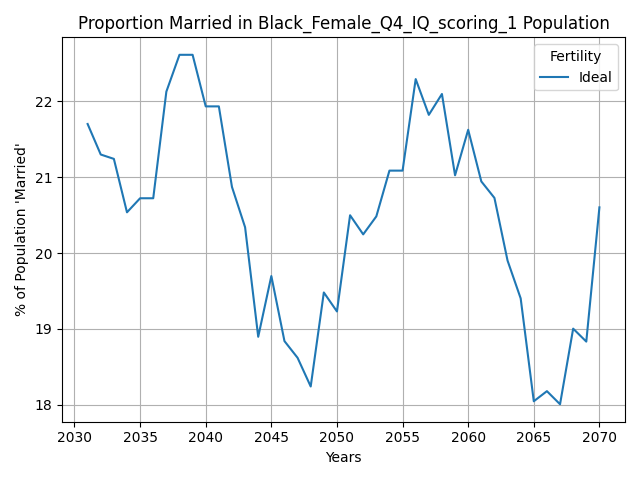 Proportion Married in Black_Female_Q4_IQ_scoring_1 Population
Fertility
Ideal
% of Population 'Married'
22
21
20
19
18
2030 2035 2040 2045 2050 2055 2060 2065 2070
Years